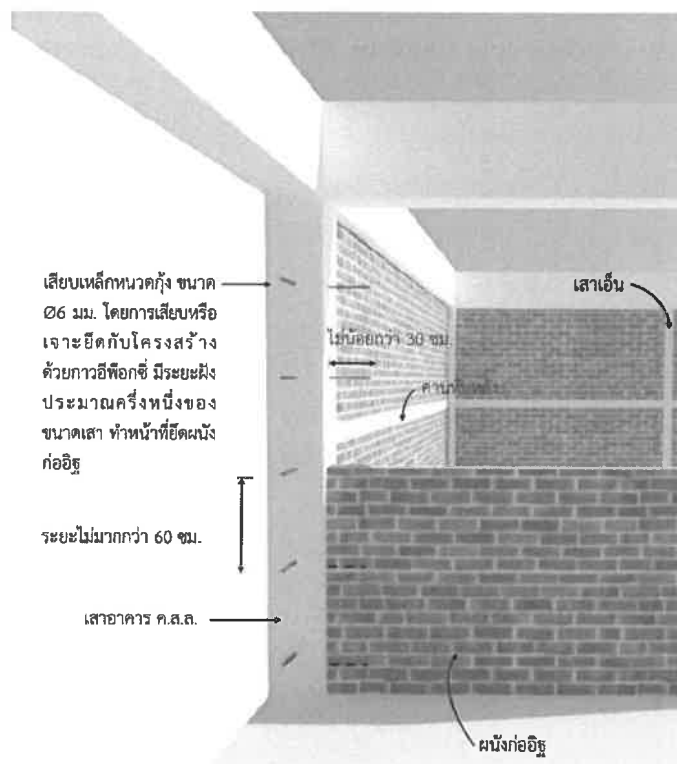 เสียบเหล็กหนวดกุ้ง ขนาด
Ø6 มม. โดยการเสียบหรือ
เจาะยึดกับโครงสร้าง
ด้วยกาวอีพ๊อกซี่ มีระยะฝัง
ประมาณครึ่งหนึ่งของ
ขนาดเสา ทำหน้าที่ยึดผนัง
ก่ออิฐ
เสาเอ็น
ไม่น้อยกว่า 30 ซม.
คานทับหลัง
ระยะไม่มากกว่า 60 ซม.
เสาอาคาร ค.ส.ล.
ผนังก่ออิฐ